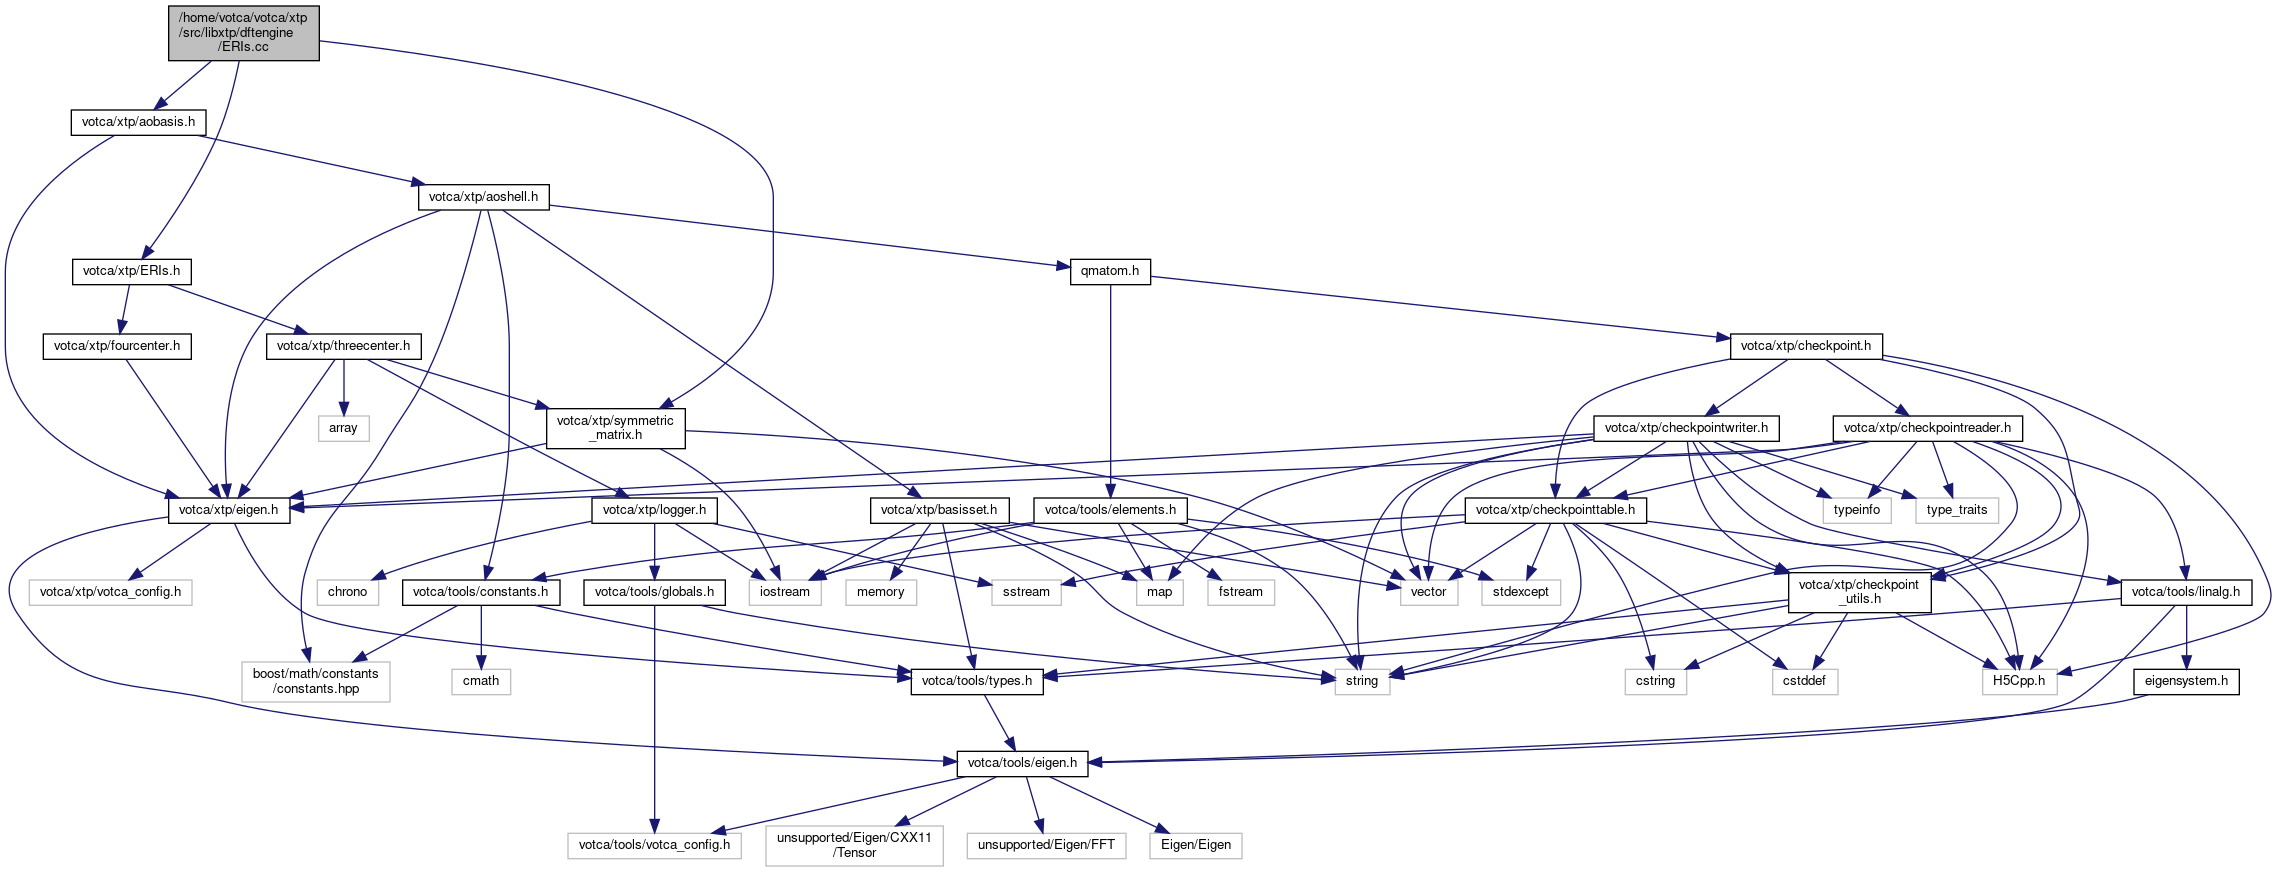 /home/votca/votca/xtp
/src/libxtp/dftengine
/ERIs.cc
votca/xtp/aobasis.h
votca/xtp/aoshell.h
votca/xtp/ERIs.h
qmatom.h
votca/xtp/fourcenter.h
votca/xtp/threecenter.h
votca/xtp/checkpoint.h
array
votca/xtp/symmetric
_matrix.h
votca/xtp/checkpointwriter.h
votca/xtp/checkpointreader.h
votca/xtp/eigen.h
votca/xtp/logger.h
votca/xtp/basisset.h
votca/tools/elements.h
votca/xtp/checkpointtable.h
typeinfo
type_traits
votca/xtp/votca_config.h
chrono
votca/tools/constants.h
votca/tools/globals.h
iostream
memory
sstream
map
fstream
vector
stdexcept
votca/xtp/checkpoint
_utils.h
votca/tools/linalg.h
boost/math/constants
/constants.hpp
cmath
votca/tools/types.h
string
cstring
cstddef
H5Cpp.h
eigensystem.h
votca/tools/eigen.h
votca/tools/votca_config.h
unsupported/Eigen/CXX11
/Tensor
unsupported/Eigen/FFT
Eigen/Eigen